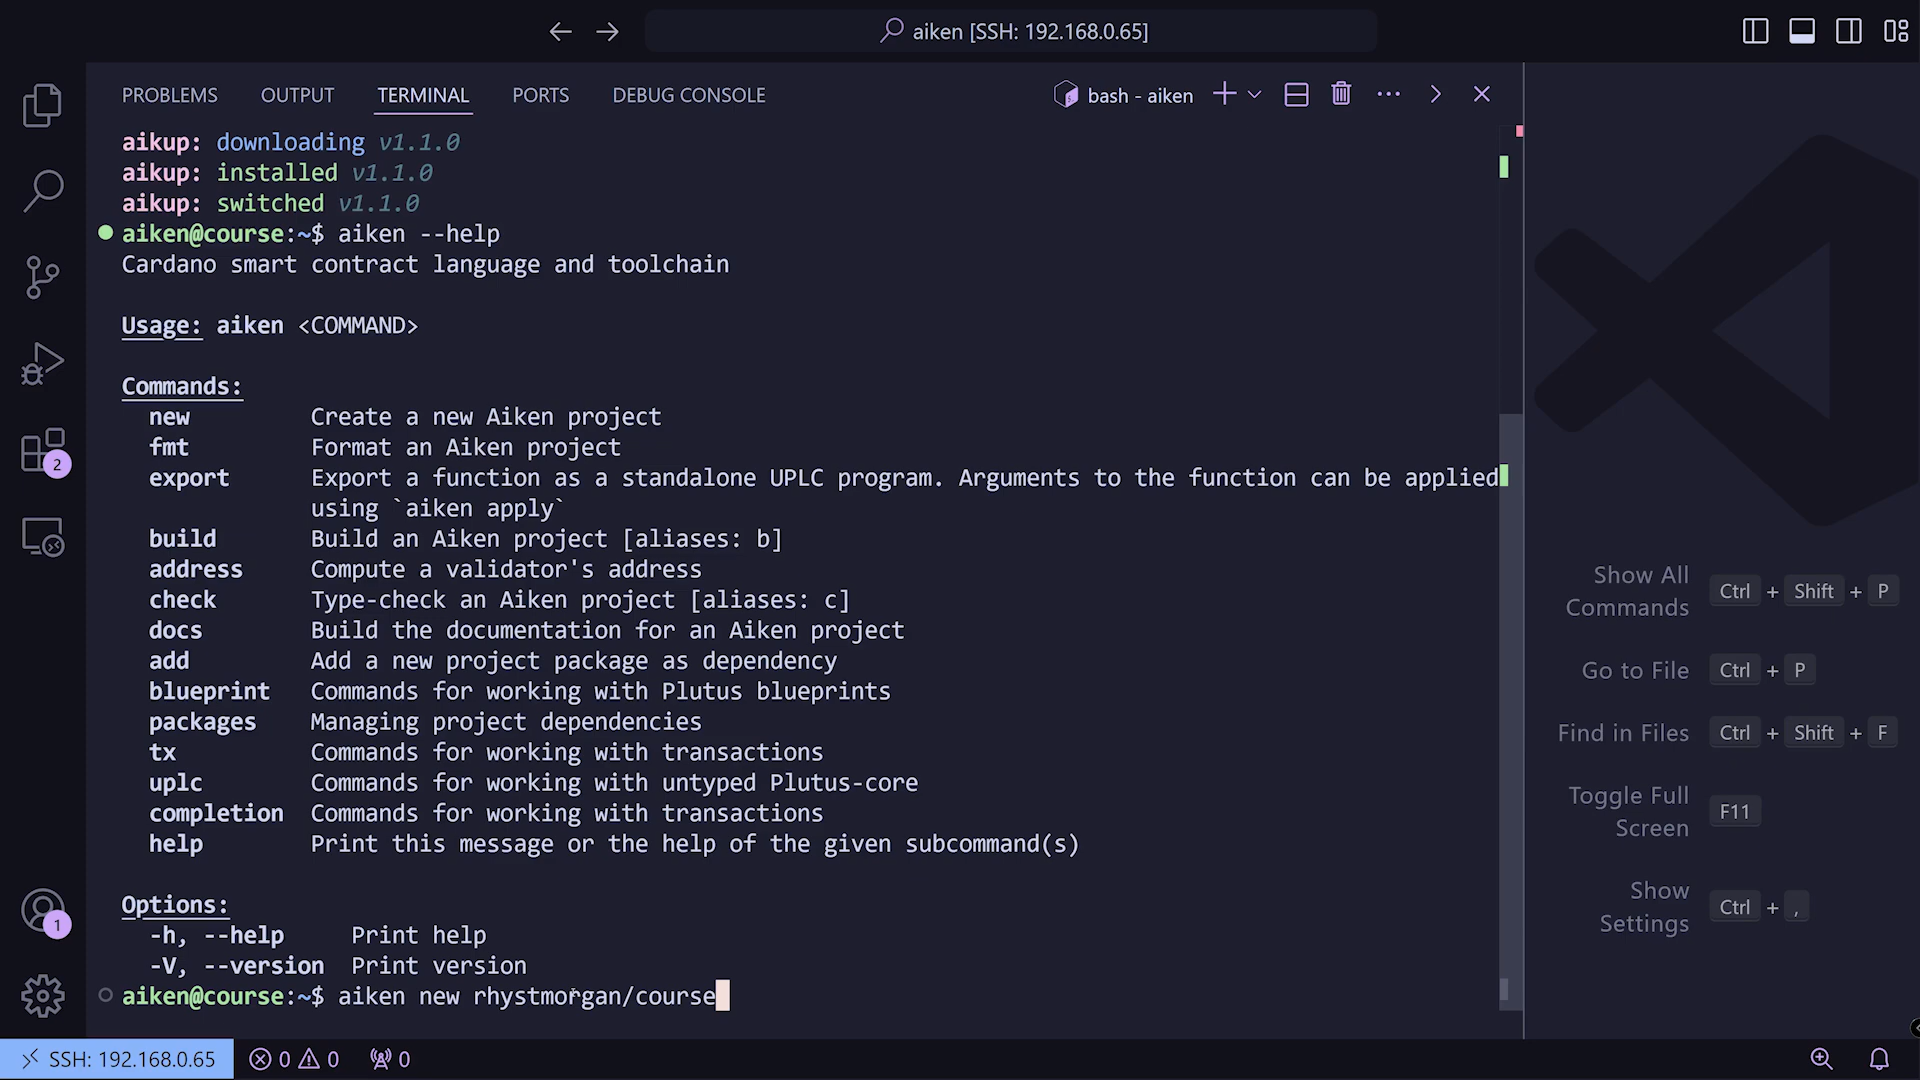 aiken [SSH: 192.168.0.65]
PROBLEMS OUTPUT TERMINAL PORTS DEBUG CONSOLE bash - aiken
aikup: downloading v1.1.0
aikup: installed v1.1.0
aikup: switched v1.1.0
aiken@course:~$ aiken --help
Cardano smart contract language and toolchain
Usage: aiken <COMMAND>
Commands:
new Create a new Aiken project
fmt Format an Aiken project
export Export a function as a standalone UPLC program. Arguments to the function can be applied
using `aiken apply`
build Build an Aiken project [aliases: b]
address Compute a validator's address
check Type-check an Aiken project [aliases: c]
docs Build the documentation for an Aiken project
add Add a new project package as dependency
blueprint Commands for working with Plutus blueprints
packages Managing project dependencies
tx Commands for working with transactions
uplc Commands for working with untyped Plutus-core
completion Commands for working with transactions
help Print this message or the help of the given subcommand(s)
Options:
-h, --help Print help
-V, --version Print version
aiken@course:~$ aiken new rhystmorgan/course
Show All
Commands Ctrl + Shift + P
Go to File Ctrl + P
Find in Files Ctrl + Shift + F
Toggle Full
Screen F11
Show
Settings Ctrl + ,
2
1
SSH: 192.168.0.65 0 0 0